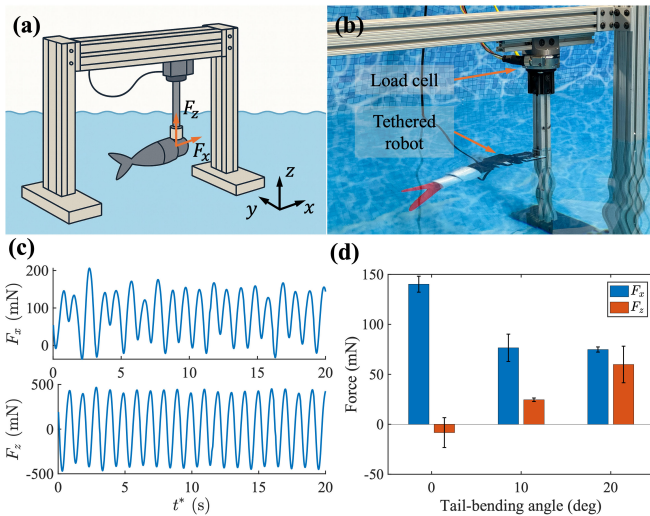 (a)
F_z
F_x
z
y
x
(b)
Load cell
Tethered
robot
(c)
F_x (mN)
200
100
0
0 5 10 15 20
F_z (mN)
500
0
-500
0 5 10 15 20
t* (s)
(d)
Force (mN)
150
100
50
0
-50
F_x
F_z
0 10 20
Tail-bending angle (deg)